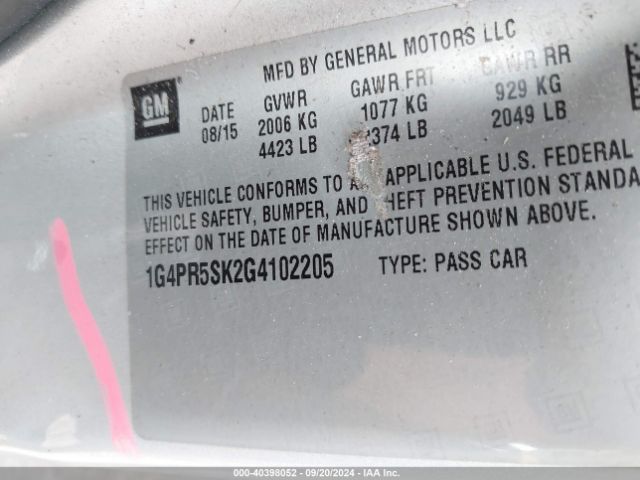 MFD BY GENERAL MOTORS LLC
GM
DATE GVWR GAWR FRT GAWR RR
08/15 2006 KG 1077 KG 929 KG
4423 LB 374 LB 2049 LB
THIS VEHICLE CONFORMS TO APPLICABLE U.S. FEDERAL
VEHICLE SAFETY, BUMPER, AND THEFT PREVENTION STANDA
EFFECT ON THE DATE OF MANUFACTURE SHOWN ABOVE.
1G4PR5SK2G4102205 TYPE: PASS CAR
000-40398052 - 09/20/2024 - IAA Inc.